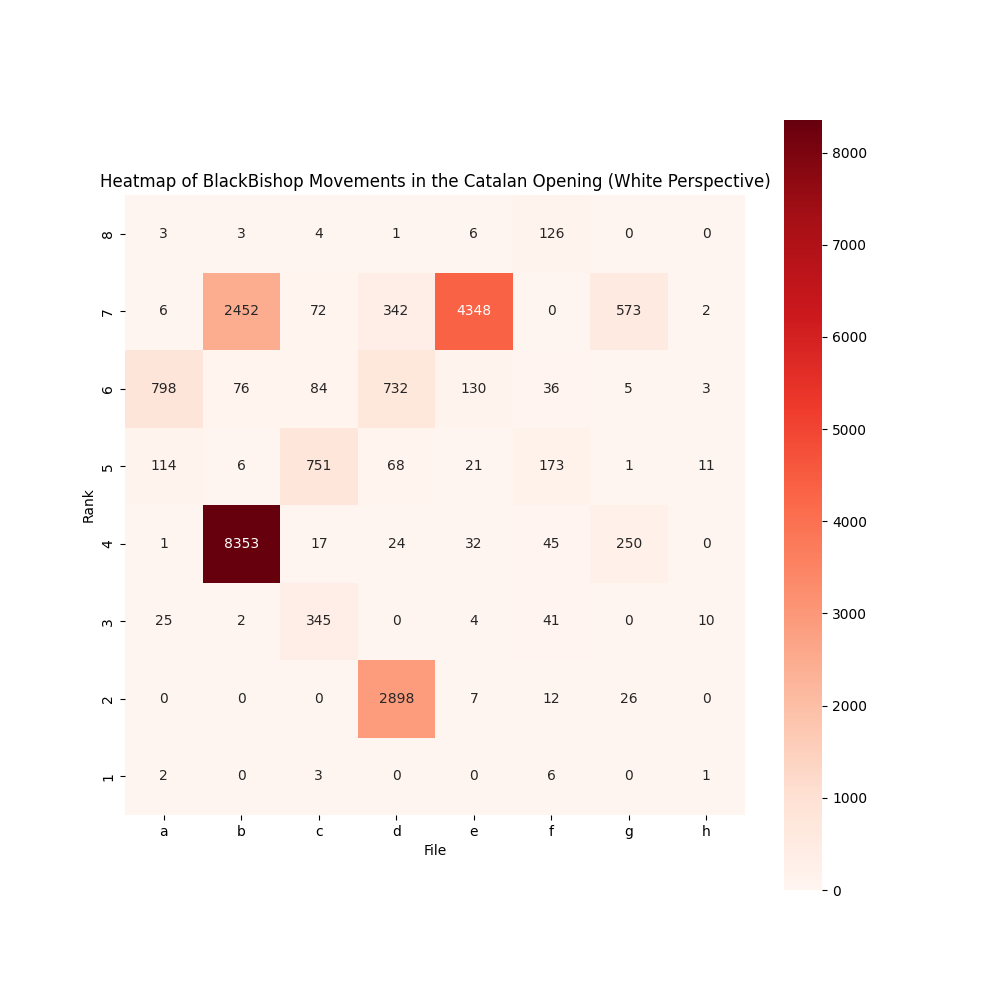 Heatmap of BlackBishop Movements in the Catalan Opening (White Perspective)
8 3 3 4 1 6 126 0 0
7 6 2452 72 342 4348 0 573 2
6 798 76 84 732 130 36 5 3
5 114 6 751 68 21 173 1 11
4 1 8353 17 24 32 45 250 0
3 25 2 345 0 4 41 0 10
2 0 0 0 2898 7 12 26 0
1 2 0 3 0 0 6 0 1
a b c d e f g h
File
Rank
8000
7000
6000
5000
4000
3000
2000
1000
0